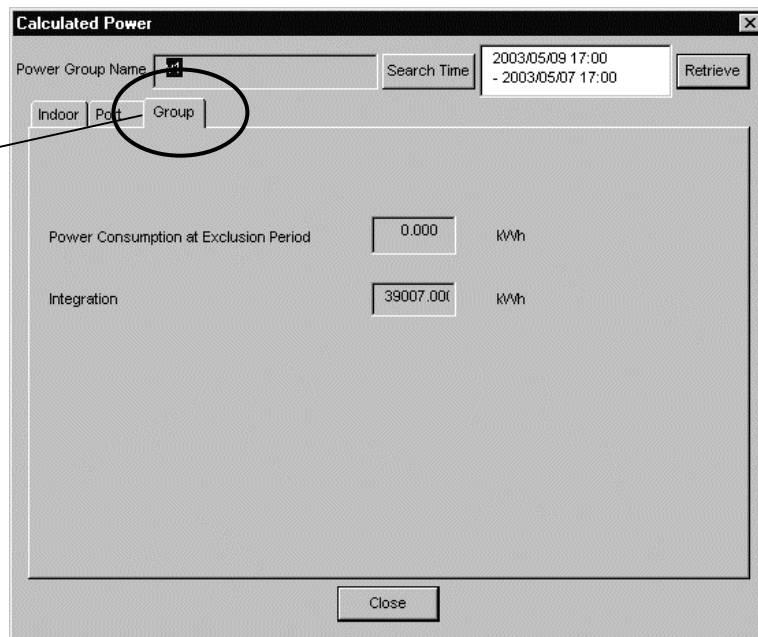 Calculated Power
Power Group Name
Search Time
2003/05/09 17:00
- 2003/05/07 17:00
Retrieve
Indoor
Port
Group
Power Consumption at Exclusion Period
0.000
kWh
Integration
39007.00
kWh
Close